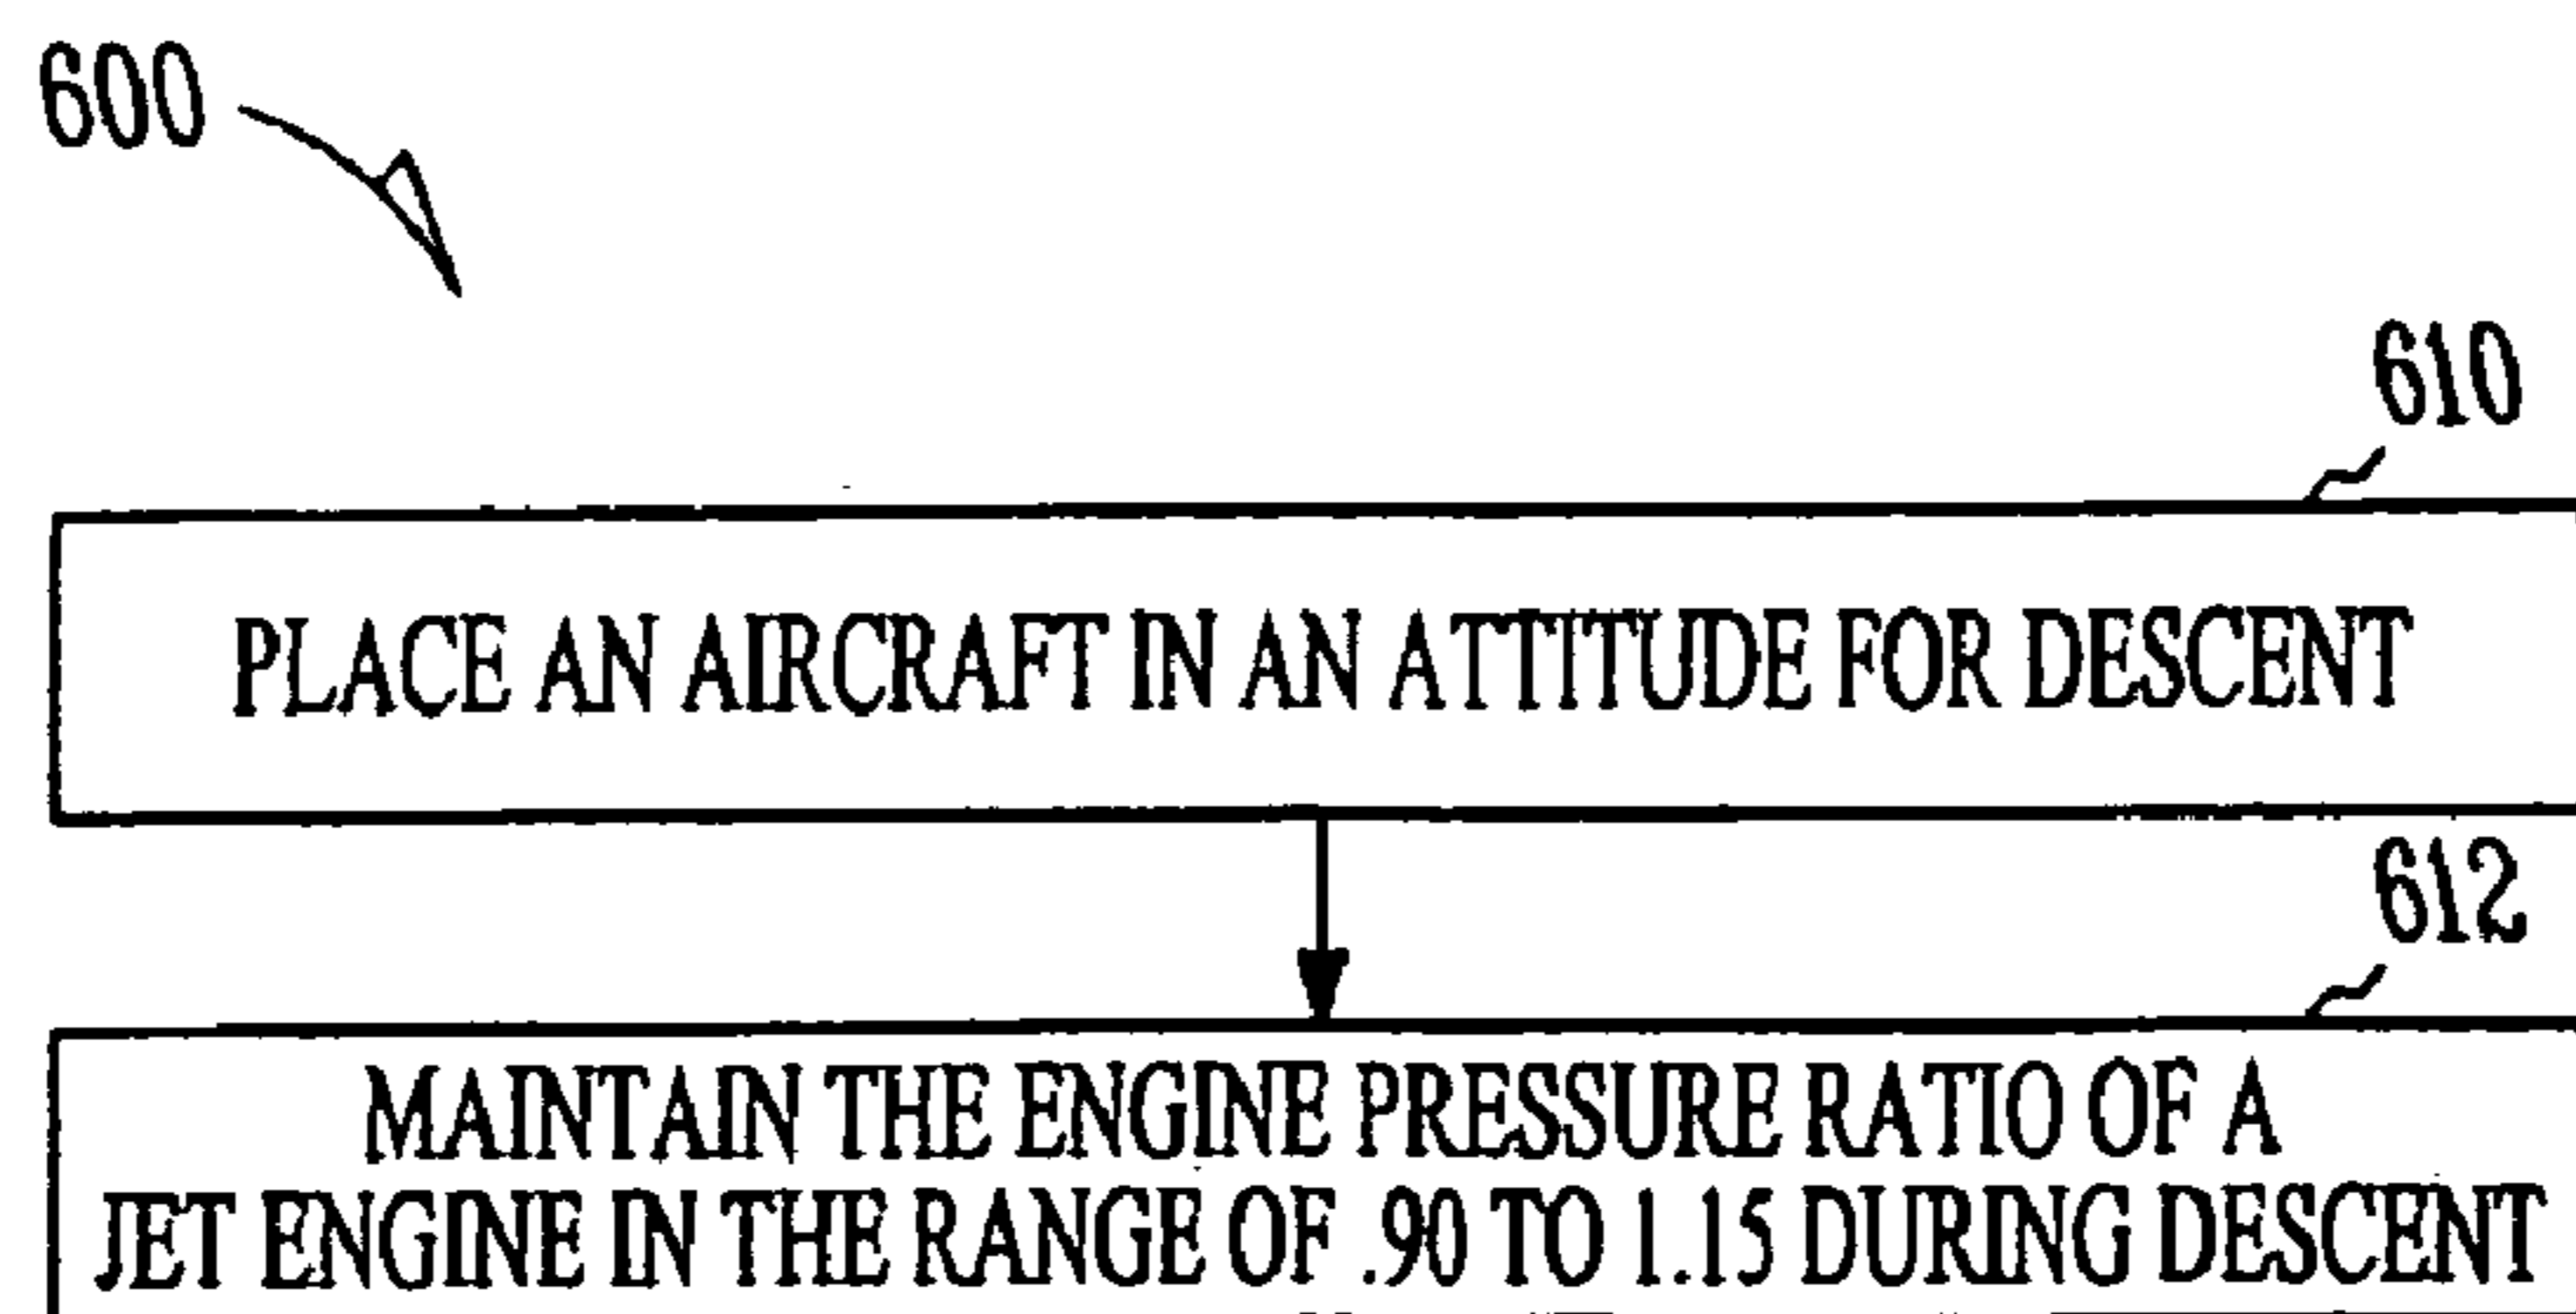 600
610
PLACE AN AIRCRAFT IN AN ATTITUDE FOR DESCENT
612
MAINTAIN THE ENGINE PRESSURE RATIO OF A
JET ENGINE IN THE RANGE OF .90 TO 1.15 DURING DESCENT